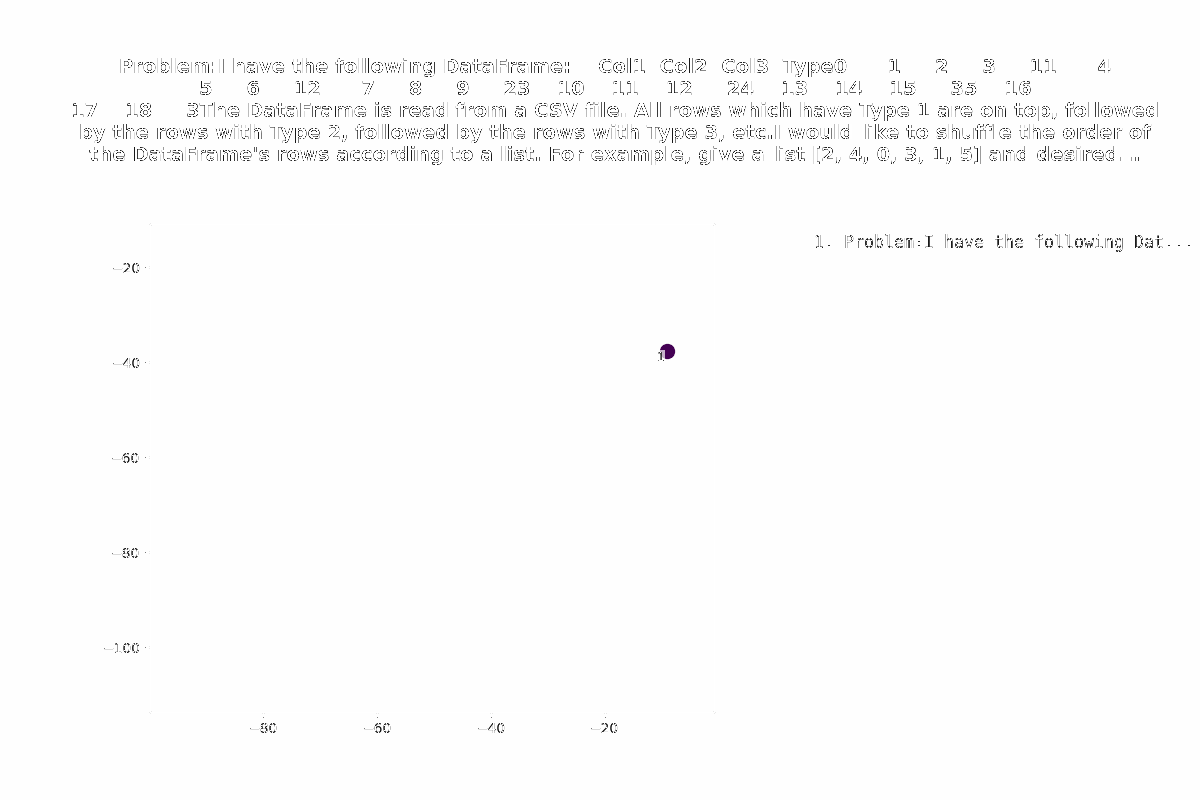 Problem:I have the following DataFrame:    Col1  Col2  Col3  Type0      1     2     3     11      4
5     6     12      7     8     9     23    10    11    12     24    13    14    15     35    16
17    18     3The DataFrame is read from a CSV file. All rows which have Type 1 are on top, followed
by the rows with Type 2, followed by the rows with Type 3, etc.I would like to shuffle the order of
the DataFrame's rows according to a list. For example, give a list [2, 4, 0, 3, 1, 5] and desired...
1. Problem:I have the following Dat...
−20
1
−40
−60
−80
−100
−80 −60 −40 −20